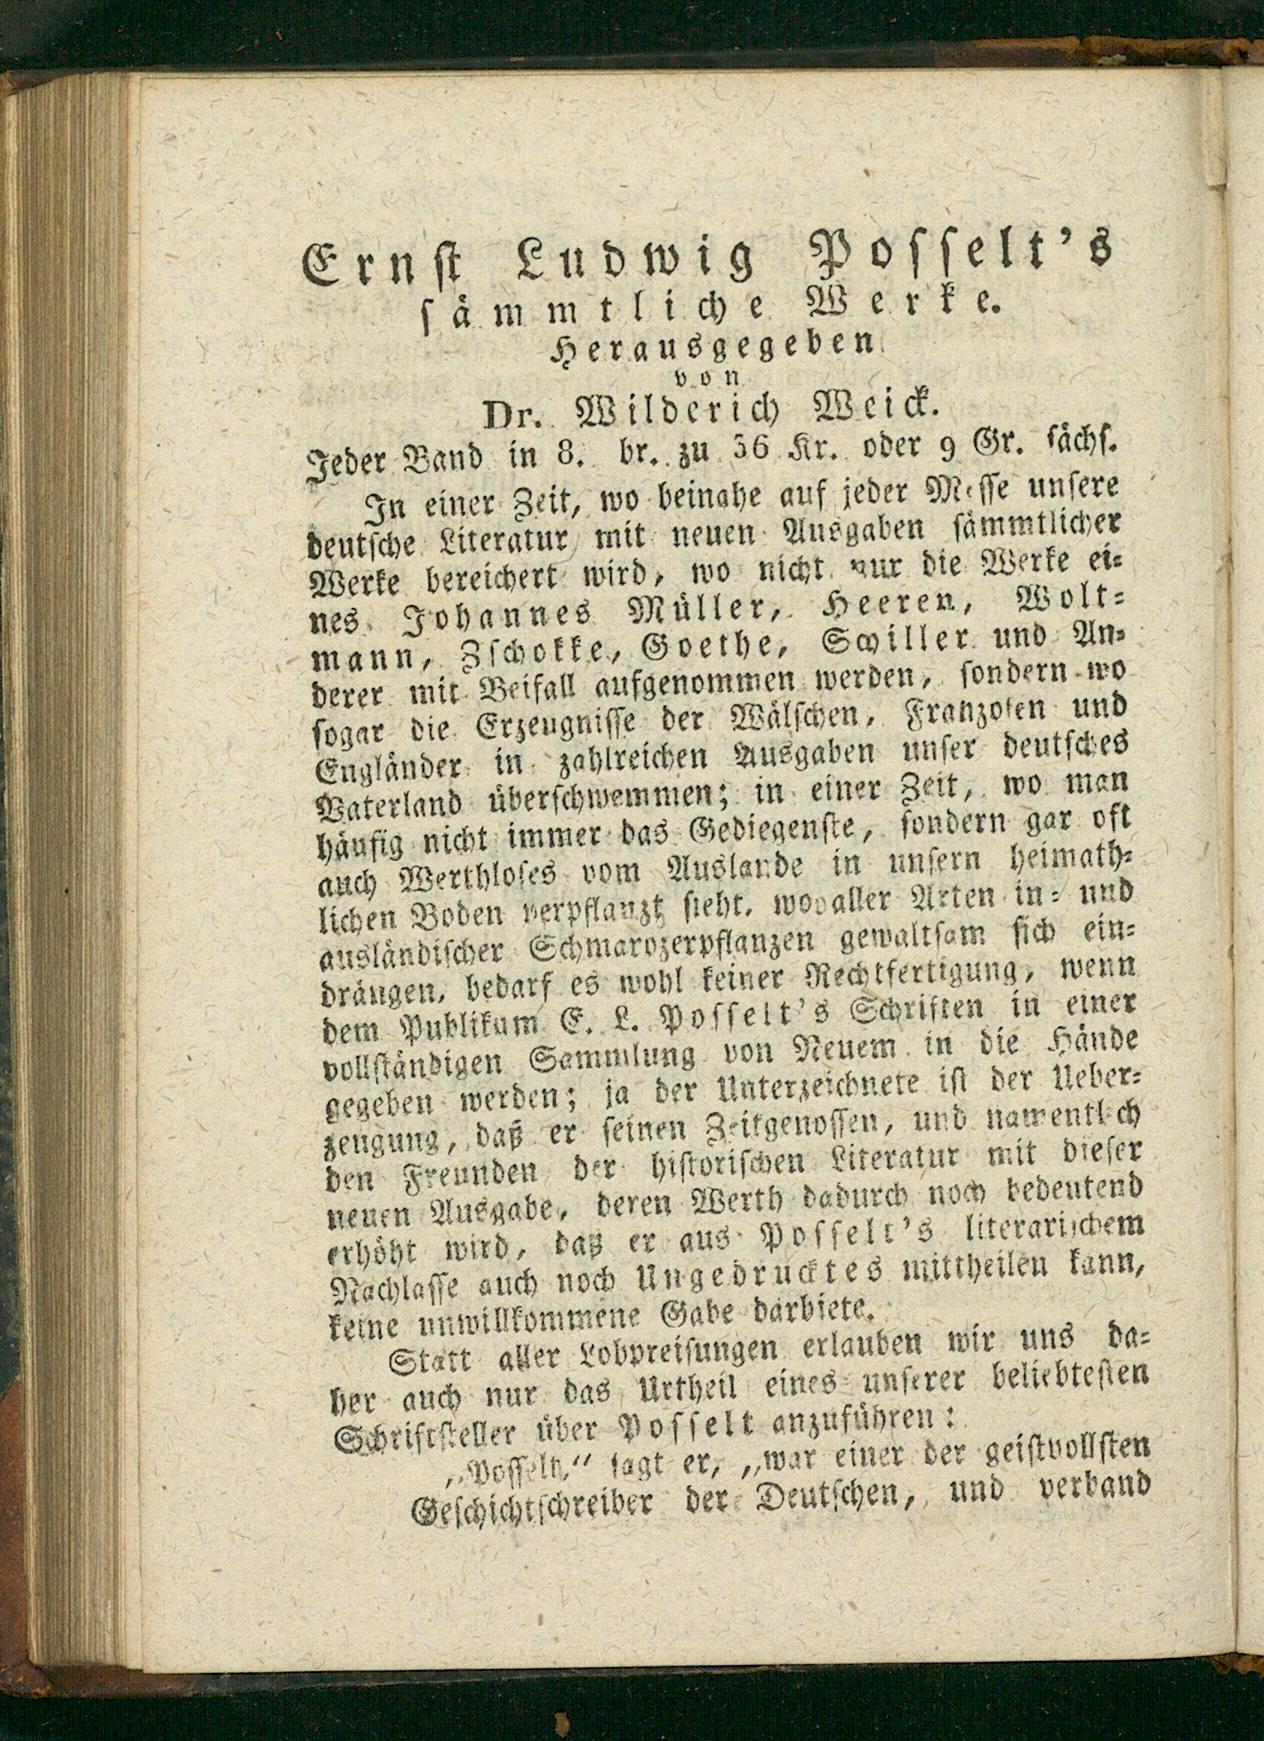 Ernst Ludwig Posselt's
sämmtliche Werke.
Herausgegeben
von
Dr. Wilderich Weick.
Jeder Band in 8. br. zu 36 Kr. oder 9 Gr. sächs.
In einer Zeit, wo beinahe auf jeder Messe unsere
deutsche Literatur mit neuen Ausgaben sämmtlicher
Werke bereichert wird, wo nicht nur die Werke ei-
nes Johannes Müller, Heeren, Wolt-
mann, Zschokke, Goethe, Schiller und An-
derer mit Beifall aufgenommen werden, sondern wo
sogar die Erzeugnisse der Wälschen, Franzosen und
Engländer in zahlreichen Ausgaben unser deutsches
Vaterland überschwemmen; in einer Zeit, wo man
häufig nicht immer das Gediegenste, sondern gar oft
auch Werthloses vom Auslande in unsern heimath-
lichen Boden verpflanzt sieht, wo aller Arten in- und
ausländischer Schmarozerpflanzen gewaltsam sich ein-
drängen, bedarf es wohl keiner Rechtfertigung, wenn
dem Publikum E. L. Posselt's Schriften in einer
vollständigen Sammlung von Neuem in die Hände
gegeben werden; ja der Unterzeichnete ist der Ueber-
zeugung, daß er seinen Zeitgenossen, und namentlich
den Freunden der historischen Literatur mit dieser
neuen Ausgabe, deren Werth dadurch noch bedeutend
erhöht wird, daß er aus Posselt's literarischem
Nachlasse auch noch Ungedrucktes mittheilen kann,
keine unwillkommene Gabe darbiete.
Statt aller Lobpreisungen erlauben wir uns da-
her auch nur das Urtheil eines unserer beliebtesten
Schriftsteller über Posselt anzuführen:
„Posselt,“ sagt er, „war einer der geistvollsten
Geschichtschreiber der Deutschen, und verband